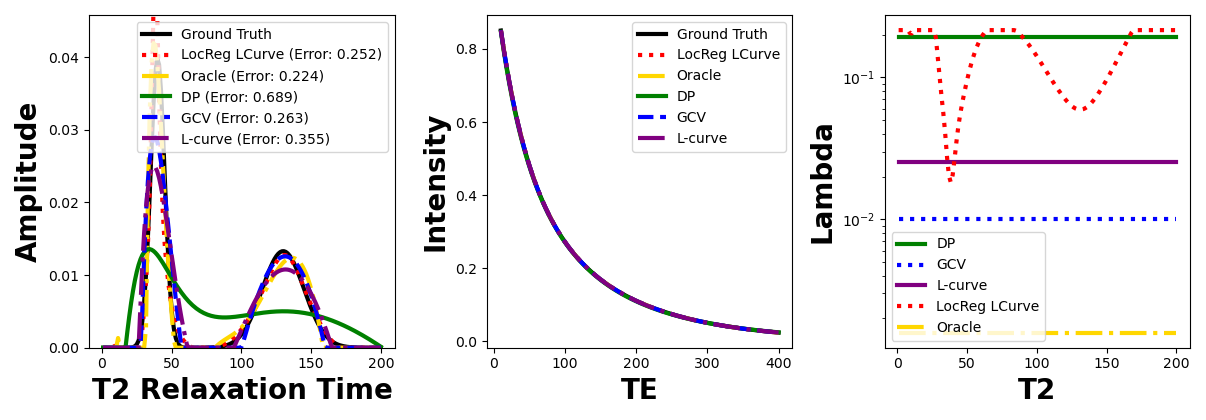 Amplitude
0.04
0.03
0.02
0.01
0.00
0 50 100 150 200
T2 Relaxation Time
Ground Truth
LocReg LCurve (Error: 0.252)
Oracle (Error: 0.224)
DP (Error: 0.689)
GCV (Error: 0.263)
L-curve (Error: 0.355)
Intensity
0.8
0.6
0.4
0.2
0.0
0 100 200 300 400
TE
Ground Truth
LocReg LCurve
Oracle
DP
GCV
L-curve
Lambda
10⁻¹
10⁻²
0 50 100 150 200
T2
DP
GCV
L-curve
LocReg LCurve
Oracle